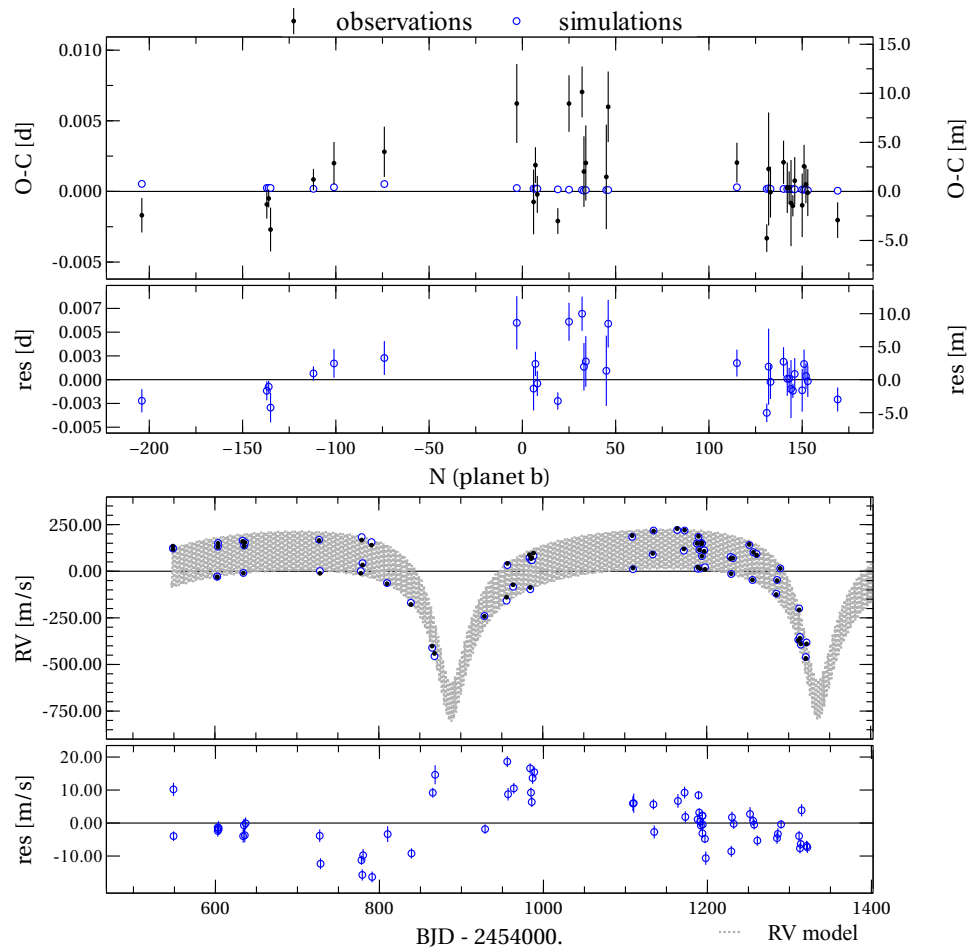 observations simulations
0.010
0.005
0.000
-0.005
O-C [d]
15.0
10.0
5.0
0.0
-5.0
O-C [m]
0.007
0.005
0.003
0.000
-0.003
-0.005
res [d]
10.0
5.0
0.0
-5.0
res [m]
−200 −150 −100 −50 0 50 100 150
N (planet b)
250.00
0.00
-250.00
-500.00
-750.00
RV [m/s]
20.00
10.00
0.00
-10.00
res [m/s]
600 800 1000 1200 1400
BJD - 2454000.
RV model